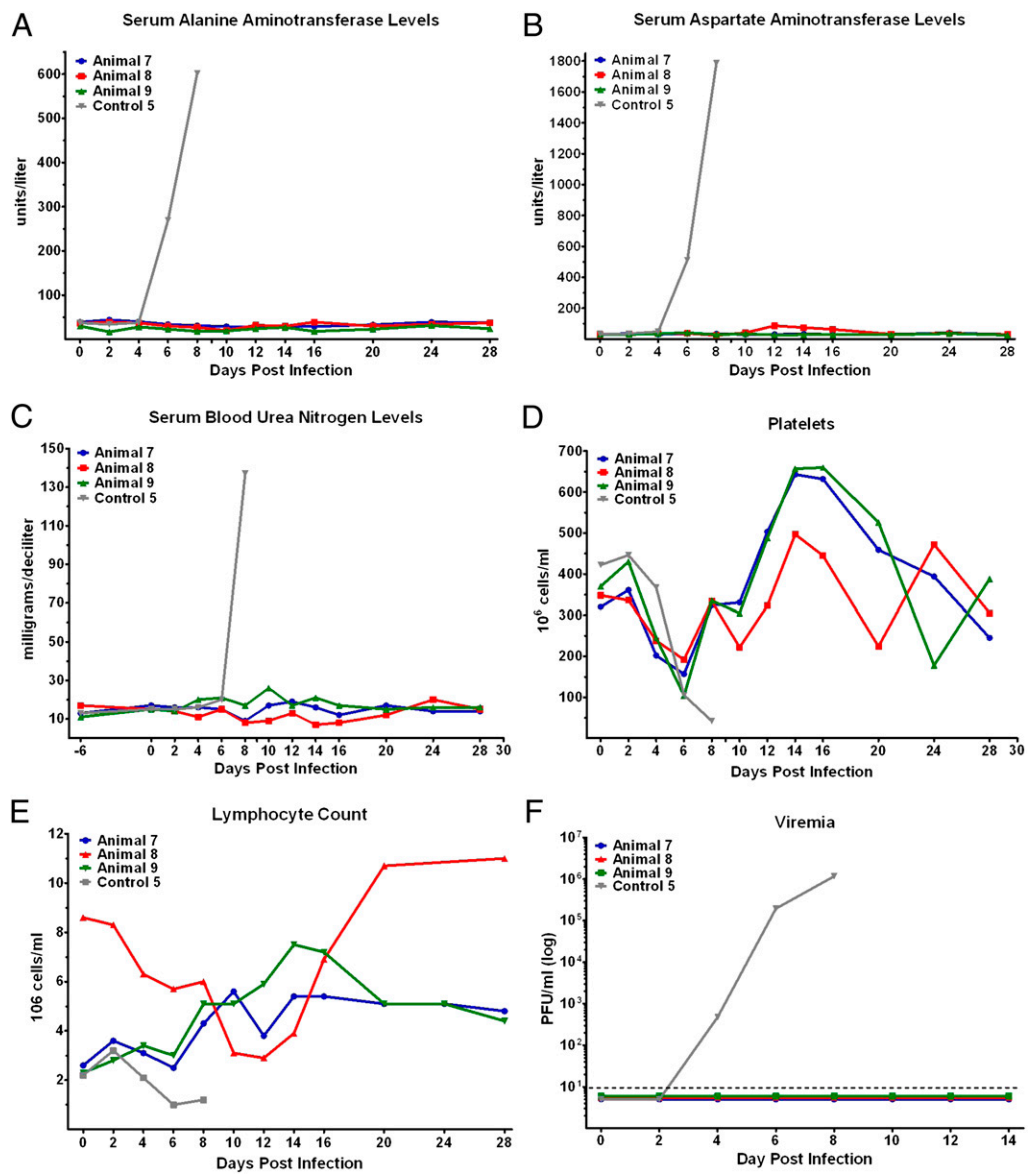 A
Serum Alanine Aminotransferase Levels
Animal 7
Animal 8
Animal 9
Control 5
units/liter
600
500
400
300
200
100
0 2 4 6 8 10 12 14 16 20 24 28
Days Post Infection
B
Serum Aspartate Aminotransferase Levels
Animal 7
Animal 8
Animal 9
Control 5
units/liter
1800
1600
1400
1200
1000
800
600
400
200
0 2 4 6 8 10 12 14 16 20 24 28
Days Post Infection
C
Serum Blood Urea Nitrogen Levels
Animal 7
Animal 8
Animal 9
Control 5
milligrams/deciliter
150
130
110
90
70
50
30
10
-6 0 2 4 6 8 10 12 14 16 20 24 28 30
Days Post Infection
D
Platelets
Animal 7
Animal 8
Animal 9
Control 5
10⁶ cells/ml
700
600
500
400
300
200
100
0 2 4 6 8 10 12 14 16 20 24 28 30
Days Post Infection
E
Lymphocyte Count
Animal 7
Animal 8
Animal 9
Control 5
106 cells/ml
12
10
8
6
4
2
0 2 4 6 8 10 12 14 16 20 24 28
Days Post Infection
F
Viremia
Animal 7
Animal 8
Animal 9
Control 5
PFU/ml (log)
10⁷
10⁶
10⁵
10⁴
10³
10²
10¹
0 2 4 6 8 10 12 14
Day Post Infection